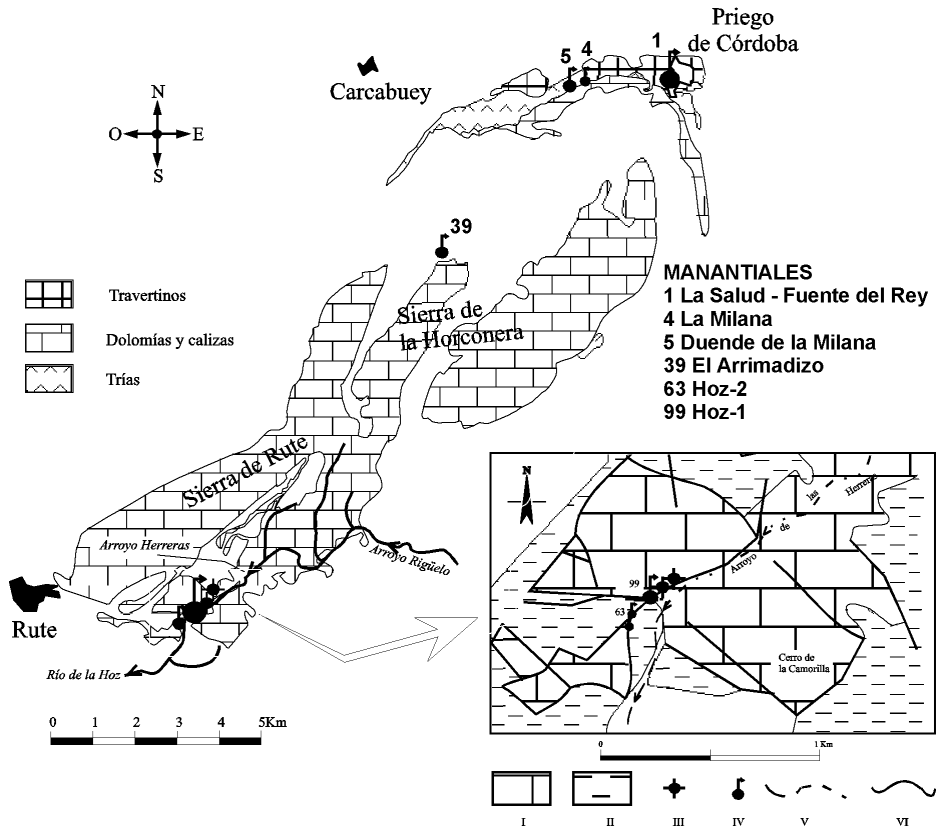 Priego
de Córdoba
1
5
4
Carcabuey
N
O
E
S
39
MANANTIALES
1 La Salud - Fuente del Rey
4 La Milana
5 Duende de la Milana
39 El Arrimadizo
63 Hoz-2
99 Hoz-1
Travertinos
Dolomías y calizas
Trías
Sierra de
la Horconera
Sierra de Rute
Arroyo Herreras
Arroyo Rigüelo
Rute
Río de la Hoz
0 1 2 3 4 5Km
N
Arroyo de las Herreras
99
63
Cerro de
la Camorilla
0 1 Km
I II III IV V VI